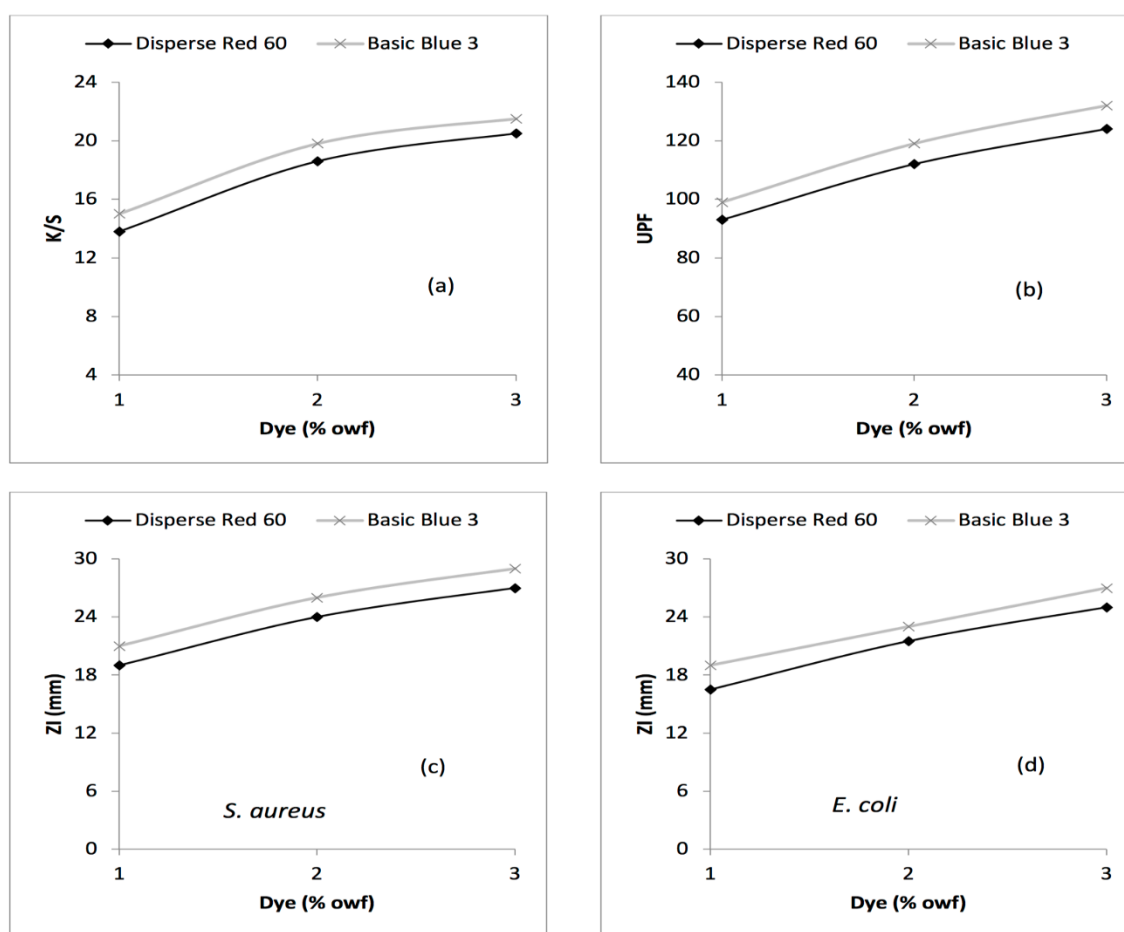 Disperse Red 60 Basic Blue 3
24
20
16
12
8
4
K/S
(a)
1 2 3
Dye (% owf)
Disperse Red 60 Basic Blue 3
140
120
100
80
60
40
UPF
(b)
1 2 3
Dye (% owf)
Disperse Red 60 Basic Blue 3
30
24
18
12
6
0
ZI (mm)
(c)
S. aureus
1 2 3
Dye (% owf)
Disperse Red 60 Basic Blue 3
30
24
18
12
6
0
ZI (mm)
(d)
E. coli
1 2 3
Dye (% owf)